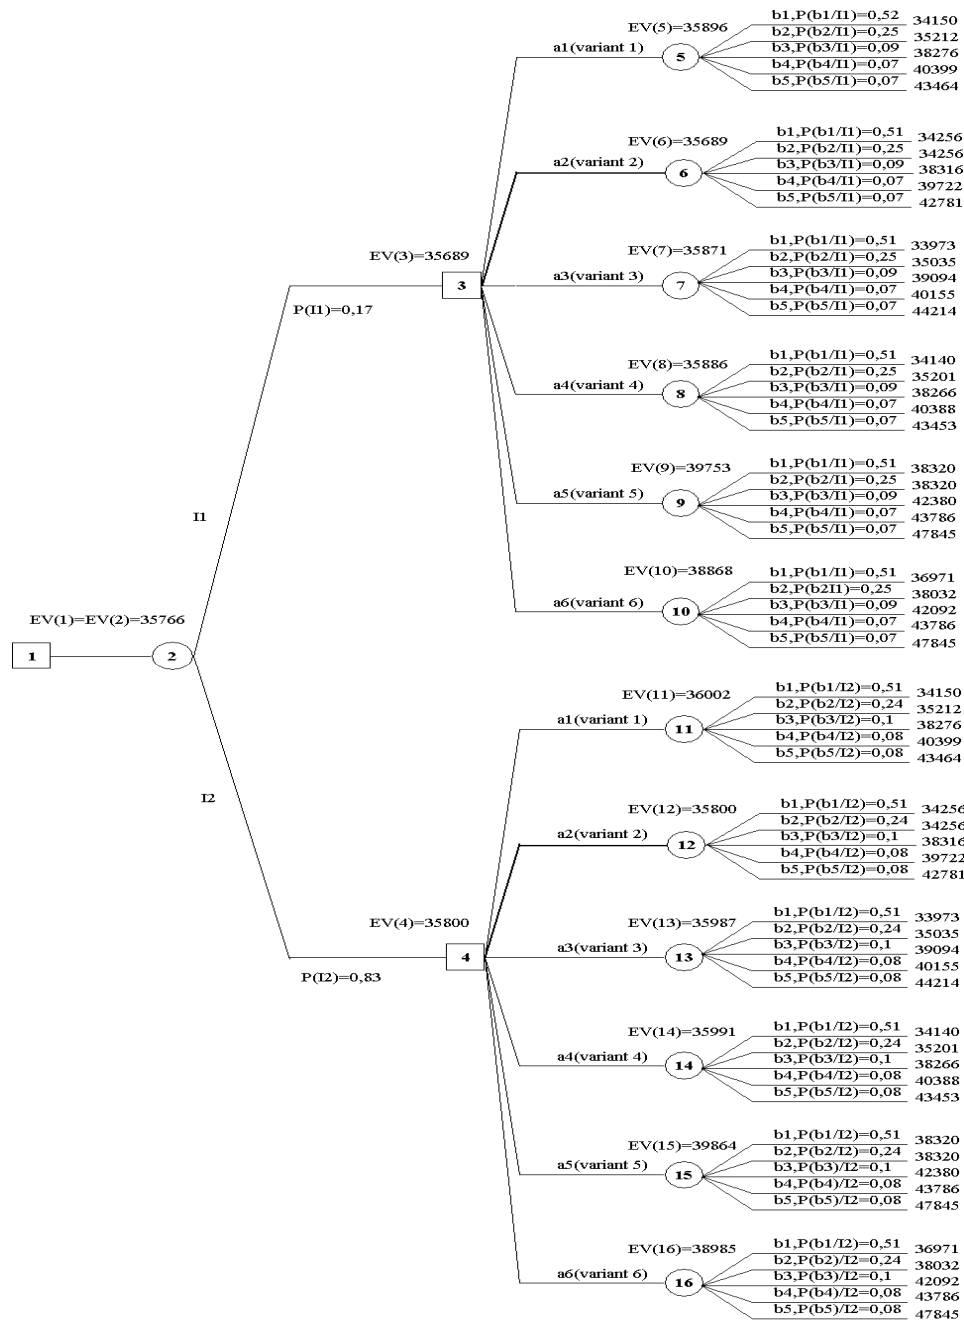 EV(5)=35896
a1(variant 1)
5
b1,P(b1/I1)=0,52 34150
b2,P(b2/I1)=0,25 35212
b3,P(b3/I1)=0,09 38276
b4,P(b4/I1)=0,07 40399
b5,P(b5/I1)=0,07 43464
EV(6)=35689
a2(variant 2)
6
b1,P(b1/I1)=0,51 34256
b2,P(b2/I1)=0,25 34256
b3,P(b3/I1)=0,09 38316
b4,P(b4/I1)=0,07 39722
b5,P(b5/I1)=0,07 42781
EV(3)=35689
3
P(I1)=0,17
EV(7)=35871
a3(variant 3)
7
b1,P(b1/I1)=0,51 33973
b2,P(b2/I1)=0,25 35035
b3,P(b3/I1)=0,09 39094
b4,P(b4/I1)=0,07 40155
b5,P(b5/I1)=0,07 44214
EV(8)=35886
a4(variant 4)
8
b1,P(b1/I1)=0,51 34140
b2,P(b2/I1)=0,25 35201
b3,P(b3/I1)=0,09 38266
b4,P(b4/I1)=0,07 40388
b5,P(b5/I1)=0,07 43453
EV(9)=39753
a5(variant 5)
9
b1,P(b1/I1)=0,51 38320
b2,P(b2/I1)=0,25 38320
b3,P(b3/I1)=0,09 42380
b4,P(b4/I1)=0,07 43786
b5,P(b5/I1)=0,07 47845
I1
EV(10)=38868
a6(variant 6)
10
b1,P(b1/I1)=0,51 36971
b2,P(b2I1)=0,25 38032
b3,P(b3/I1)=0,09 42092
b4,P(b4/I1)=0,07 43786
b5,P(b5/I1)=0,07 47845
EV(1)=EV(2)=35766
1
2
EV(11)=36002
a1(variant 1)
11
b1,P(b1/I2)=0,51 34150
b2,P(b2/I2)=0,24 35212
b3,P(b3/I2)=0,1 38276
b4,P(b4/I2)=0,08 40399
b5,P(b5/I2)=0,08 43464
I2
EV(12)=35800
a2(variant 2)
12
b1,P(b1/I2)=0,51 34256
b2,P(b2/I2)=0,24 34256
b3,P(b3/I2)=0,1 38316
b4,P(b4/I2)=0,08 39722
b5,P(b5/I2)=0,08 42781
EV(4)=35800
4
P(I2)=0,83
EV(13)=35987
a3(variant 3)
13
b1,P(b1/I2)=0,51 33973
b2,P(b2/I2)=0,24 35035
b3,P(b3/I2)=0,1 39094
b4,P(b4/I2)=0,08 40155
b5,P(b5/I2)=0,08 44214
EV(14)=35991
a4(variant 4)
14
b1,P(b1/I2)=0,51 34140
b2,P(b2/I2)=0,24 35201
b3,P(b3/I2)=0,1 38266
b4,P(b4/I2)=0,08 40388
b5,P(b5/I2)=0,08 43453
EV(15)=39864
a5(variant 5)
15
b1,P(b1/I2)=0,51 38320
b2,P(b2/I2)=0,24 38320
b3,P(b3)/I2=0,1 42380
b4,P(b4)/I2=0,08 43786
b5,P(b5)/I2=0,08 47845
EV(16)=38985
a6(variant 6)
16
b1,P(b1/I2)=0,51 36971
b2,P(b2)/I2=0,24 38032
b3,P(b3)/I2=0,1 42092
b4,P(b4)/I2=0,08 43786
b5,P(b5)/I2=0,08 47845